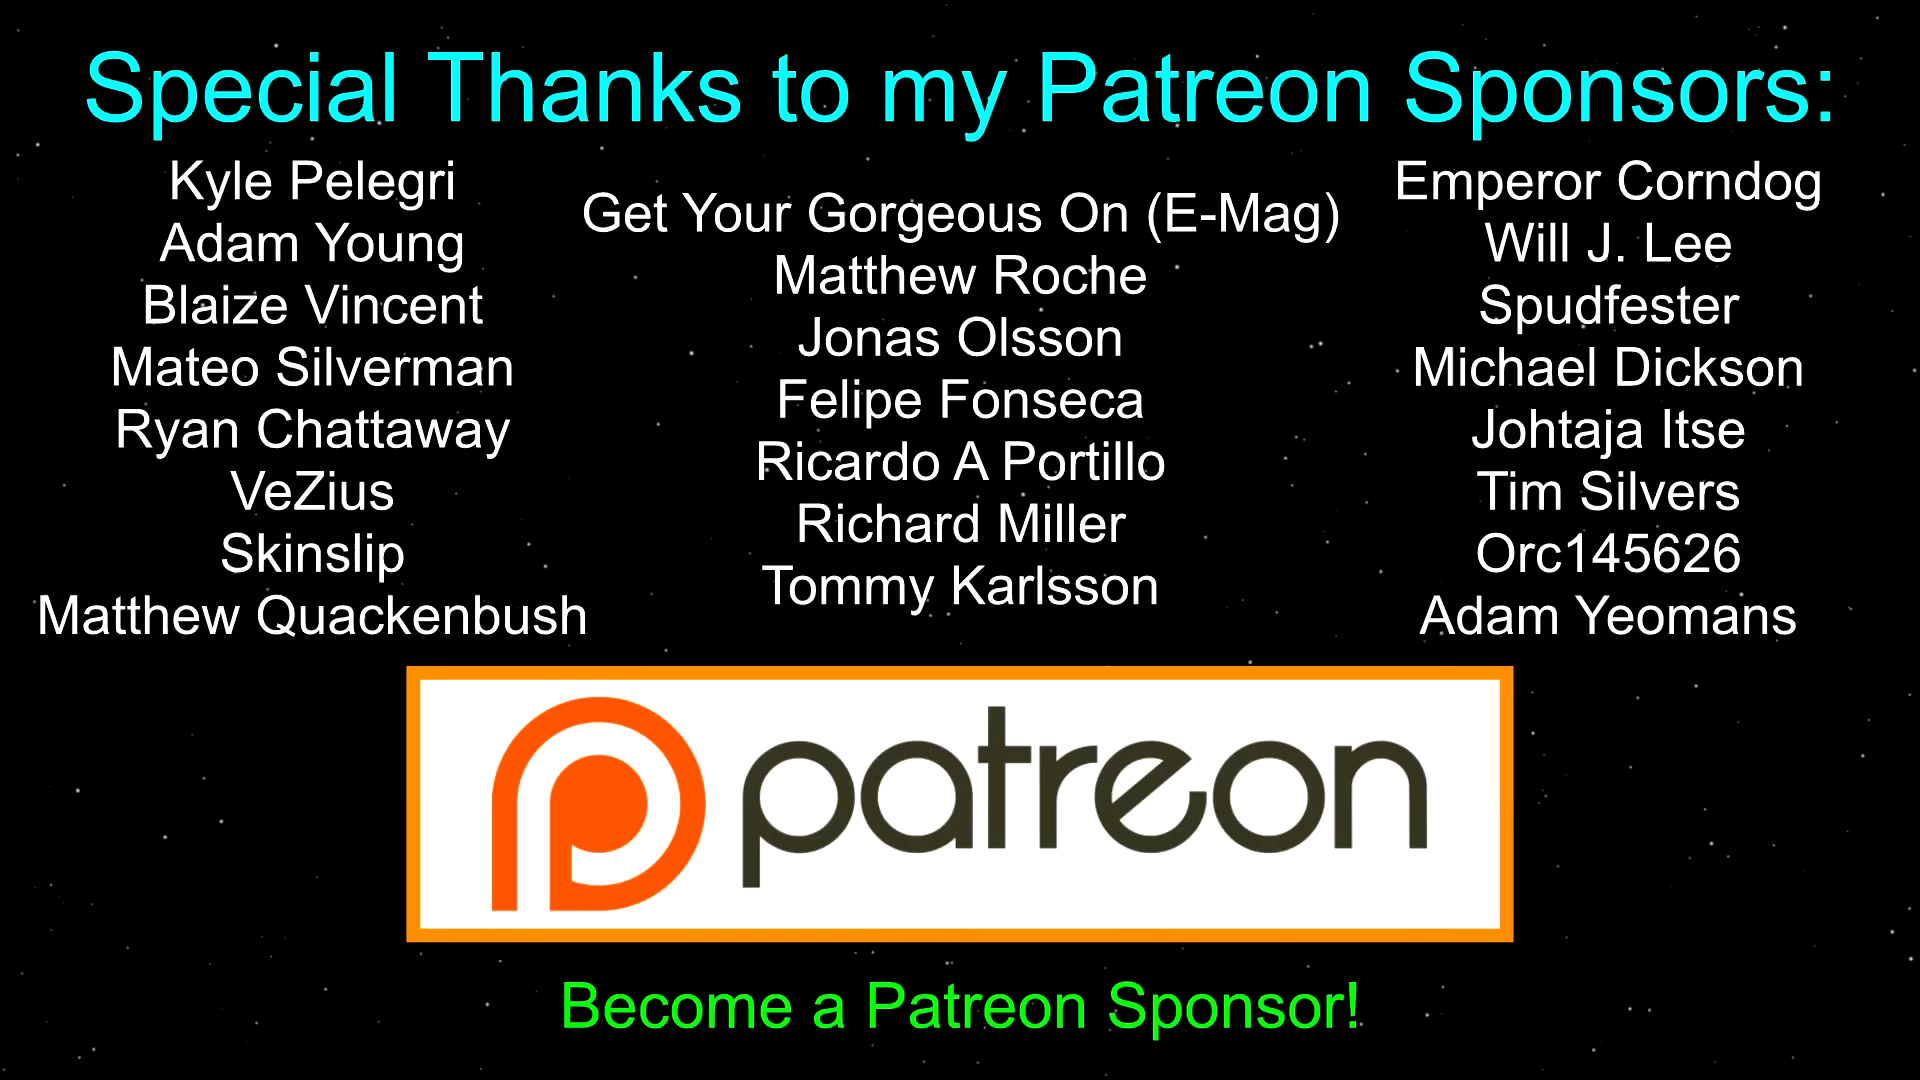 Special Thanks to my Patreon Sponsors:
Kyle Pelegri
Adam Young
Blaize Vincent
Mateo Silverman
Ryan Chattaway
VeZius
Skinslip
Matthew Quackenbush
Get Your Gorgeous On (E-Mag)
Matthew Roche
Jonas Olsson
Felipe Fonseca
Ricardo A Portillo
Richard Miller
Tommy Karlsson
Emperor Corndog
Will J. Lee
Spudfester
Michael Dickson
Johtaja Itse
Tim Silvers
Orc145626
Adam Yeomans
patreon
Become a Patreon Sponsor!